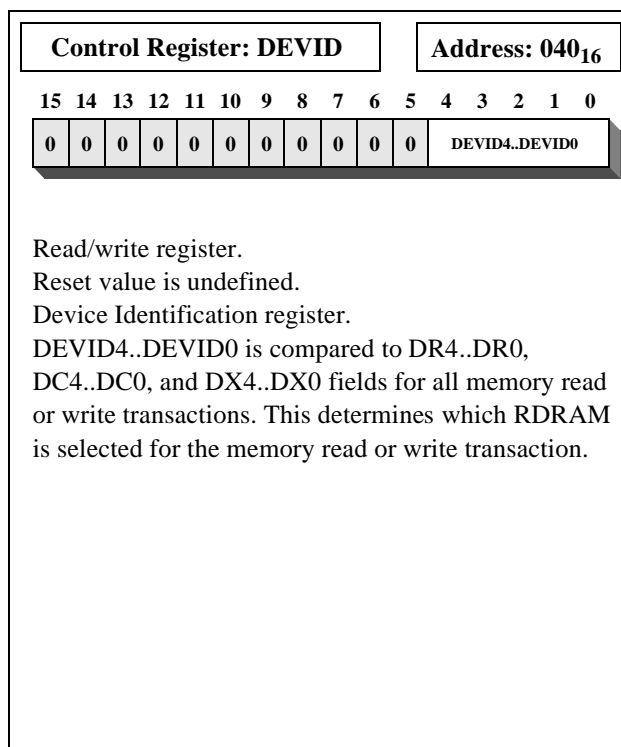 Control Register: DEVID Address: 040₁₆
15 14 13 12 11 10 9 8 7 6 5 4 3 2 1 0
0 0 0 0 0 0 0 0 0 0 0 DEVID4..DEVID0
Read/write register.
Reset value is undefined.
Device Identification register.
DEVID4..DEVID0 is compared to DR4..DR0,
DC4..DC0, and DX4..DX0 fields for all memory read
or write transactions. This determines which RDRAM
is selected for the memory read or write transaction.